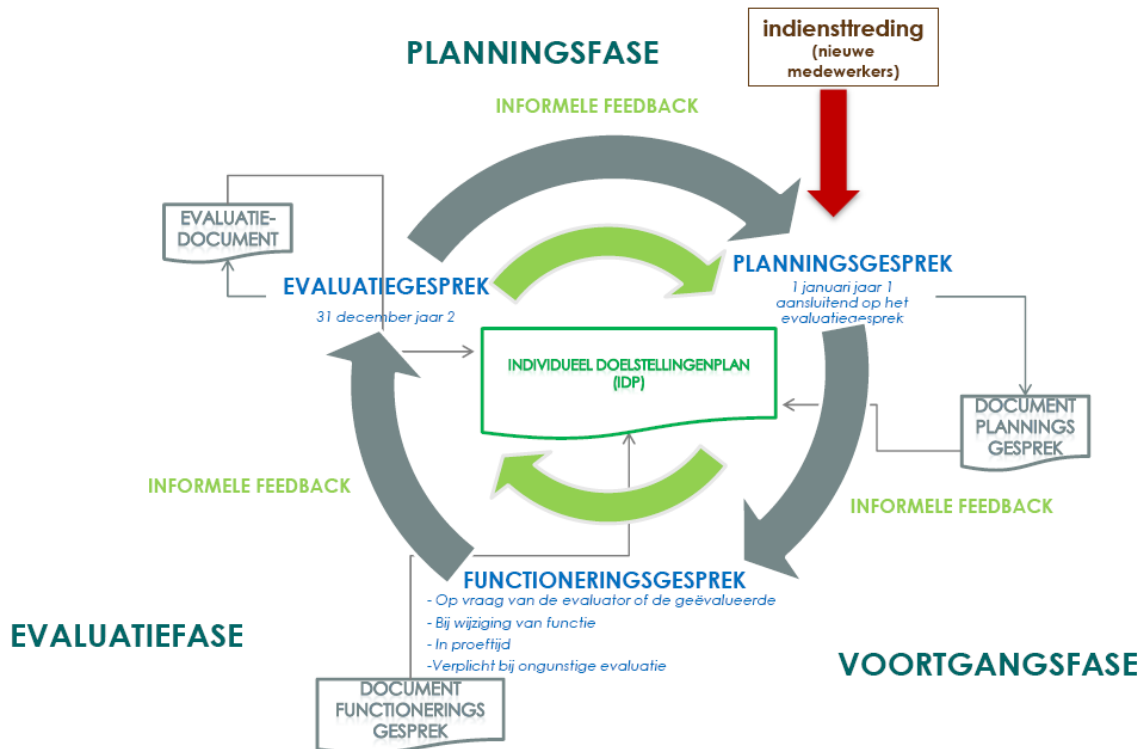 indiensttreding
(nieuwe
medewerkers)
PLANNINGSFASE
INFORMELE FEEDBACK
EVALUATIE-
DOCUMENT
EVALUATIEGESPREK
31 december jaar 2
PLANNINGSGESPREK
1 januari jaar 1
aansluitend op het
evaluatiegesprek
INDIVIDUEEL DOELSTELLINGENPLAN
(IDP)
DOCUMENT
PLANNINGS
GESPREK
INFORMELE FEEDBACK
INFORMELE FEEDBACK
FUNCTIONERINGSGESPREK
- Op vraag van de evaluator of de geëvalueerde
- Bij wijziging van functie
- In proeftijd
-Verplicht bij ongunstige evaluatie
EVALUATIEFASE
VOORTGANGSFASE
DOCUMENT
FUNCTIONERINGS
GESPREK